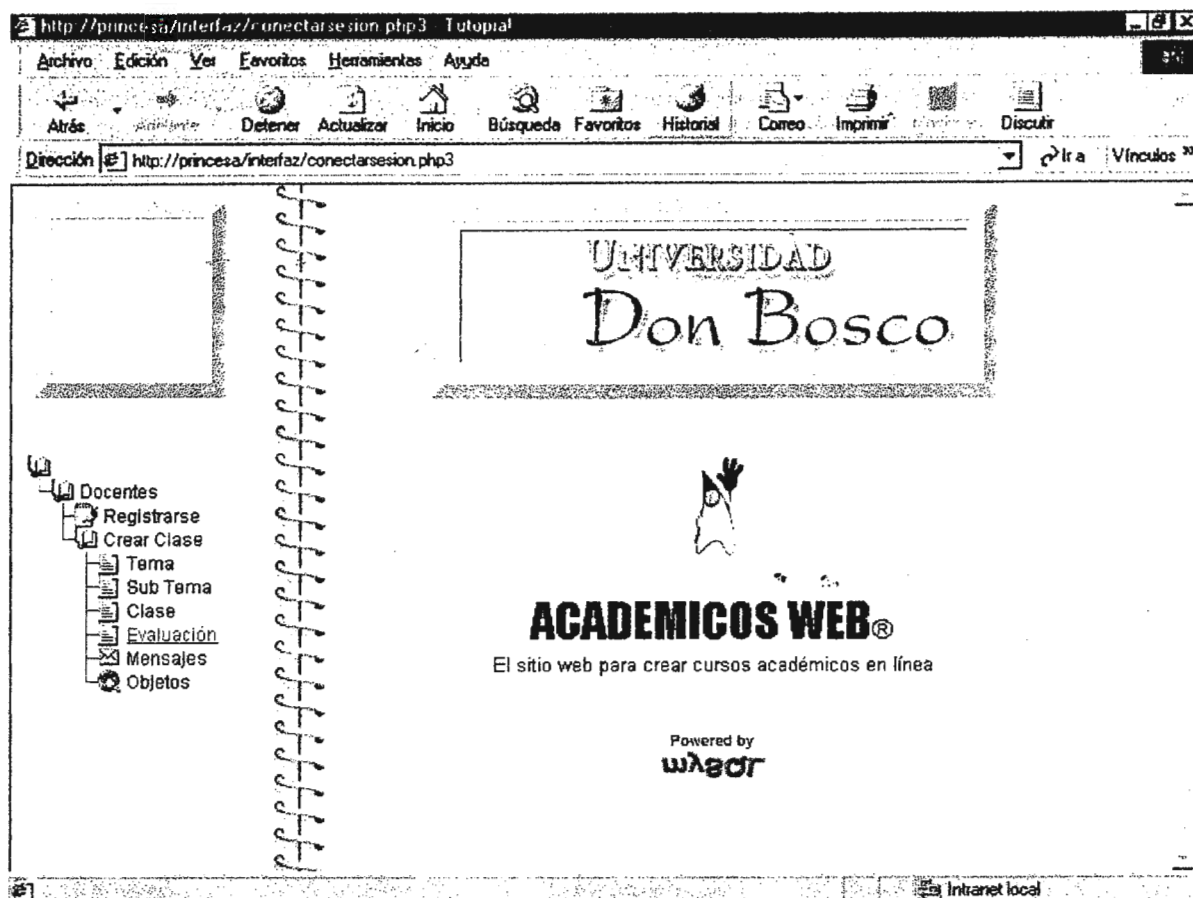 http://princesa/interfaz/conectarsesion.php3 - Tutopial
Archivo Edición Ver Favoritos Herramientas Ayuda
Atrás Detener Actualizar Inicio Búsqueda Favoritos Historial Correo Imprimir Discutir
Dirección http://princesa/interfaz/conectarsesion.php3 Ir a Vínculos »
UNIVERSIDAD
Don Bosco
Docentes
Registrarse
Crear Clase
Tema
Sub Tema
Clase
Evaluación
Mensajes
Objetos
ACADEMICOS WEB®
El sitio web para crear cursos académicos en línea
Powered by
Intranet local